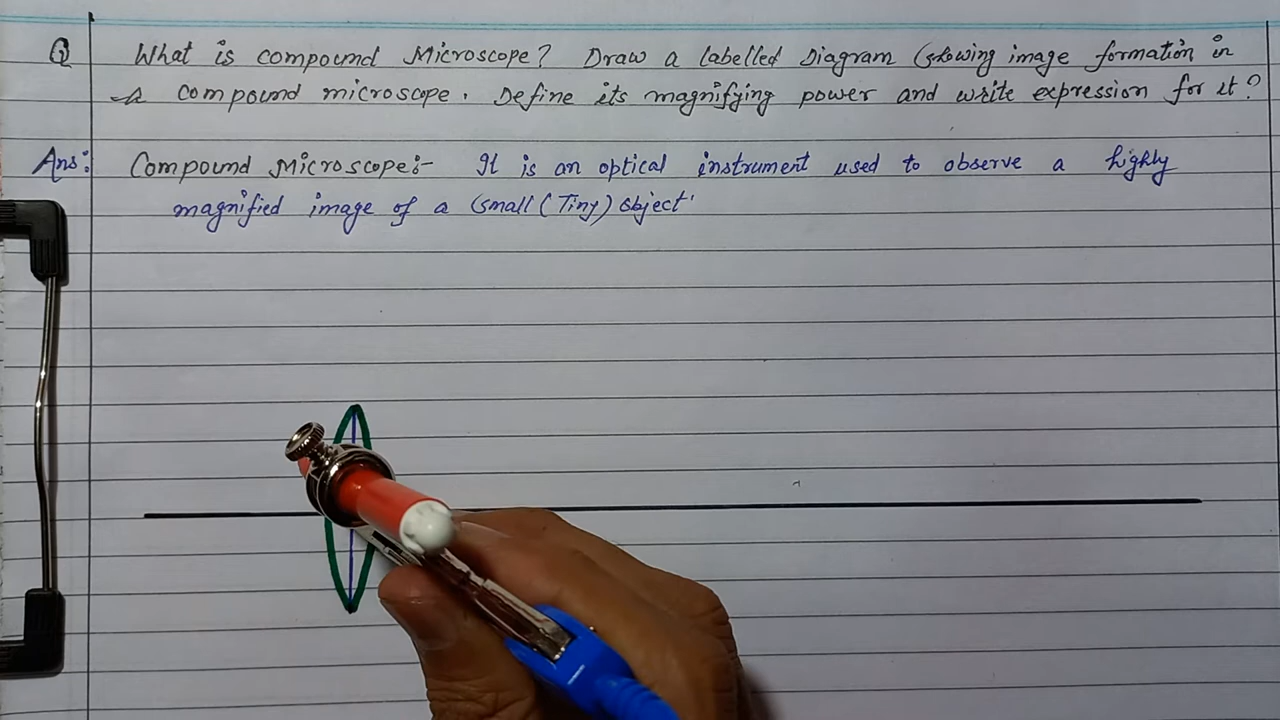 Q What is compound Microscope? Draw a labelled Diagram showing image formation in
a compound microscope. Define its magnifying power and write expression for it?
Ans: Compound Microscope:- It is an optical instrument used to observe a highly
magnified image of a small (Tiny) object.